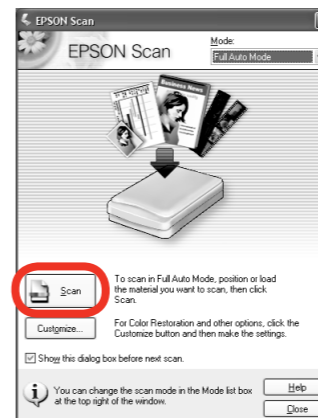 EPSON Scan
EPSON Scan
Mode:
Full Auto Mode
Business News
Scan
To scan in Full Auto Mode, position or load
the material you want to scan, then click
Scan.
Customize...
For Color Restoration and other options, click the
Customize button and then make the settings.
Show this dialog box before next scan.
You can change the scan mode in the Mode list box
at the top right of the window.
Help
Close